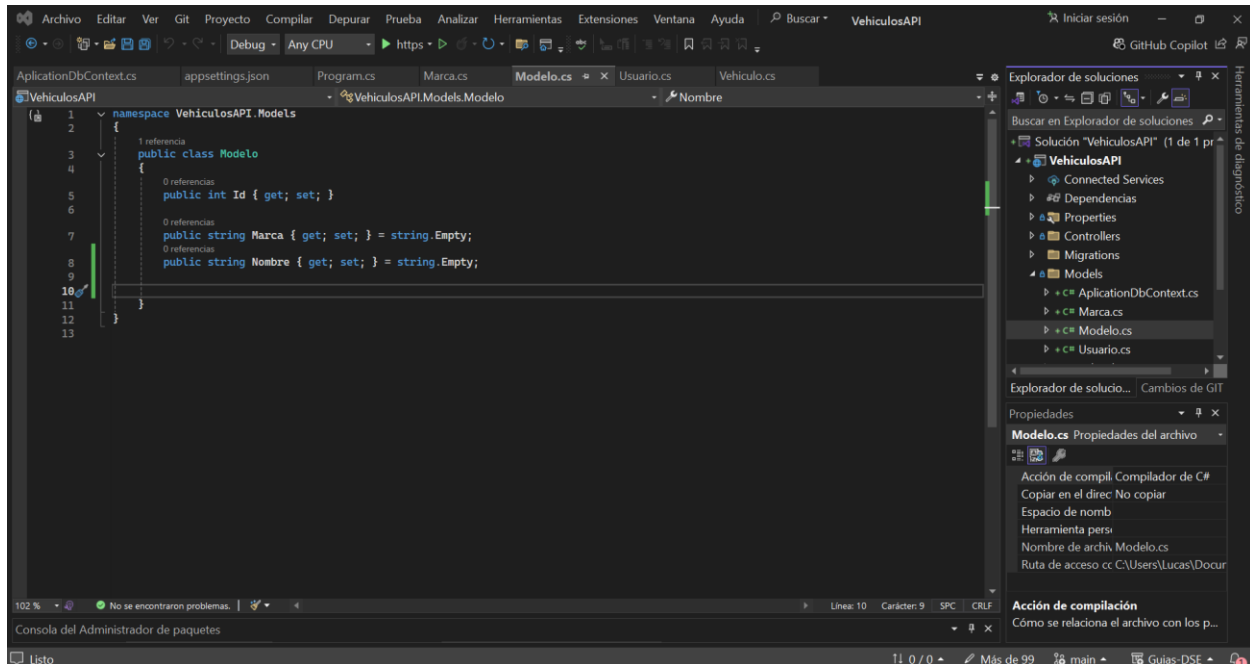 Archivo Editar Ver Git Proyecto Compilar Depurar Prueba Analizar Herramientas Extensiones Ventana Ayuda Buscar VehiculosAPI Iniciar sesión
Debug Any CPU https GitHub Copilot
AplicationDbContext.cs appsettings.json Program.cs Marca.cs Modelo.cs Usuario.cs Vehiculo.cs
VehiculosAPI VehiculosAPI.Models.Modelo Nombre
1 namespace VehiculosAPI.Models
2 {
1 referencia
3 public class Modelo
4 {
0 referencias
5 public int Id { get; set; }
6
0 referencias
7 public string Marca { get; set; } = string.Empty;
0 referencias
8 public string Nombre { get; set; } = string.Empty;
9
10
11 }
12 }
13
102 % No se encontraron problemas. Línea: 10 Carácter: 9 SPC CRLF
Consola del Administrador de paquetes
Listo 0 / 0 Más de 99 main Guias-DSE
Explorador de soluciones
Buscar en Explorador de soluciones
Solución "VehiculosAPI" (1 de 1 pr
VehiculosAPI
Connected Services
Dependencias
Properties
Controllers
Migrations
Models
C# AplicationDbContext.cs
C# Marca.cs
C# Modelo.cs
C# Usuario.cs
Explorador de solucio... Cambios de GIT
Propiedades
Modelo.cs Propiedades del archivo
Acción de compil Compilador de C#
Copiar en el direc No copiar
Espacio de nomb
Herramienta pers
Nombre de archiv Modelo.cs
Ruta de acceso cc C:\Users\Lucas\Docur
Acción de compilación
Cómo se relaciona el archivo con los p...
Herramientas de diagnóstico